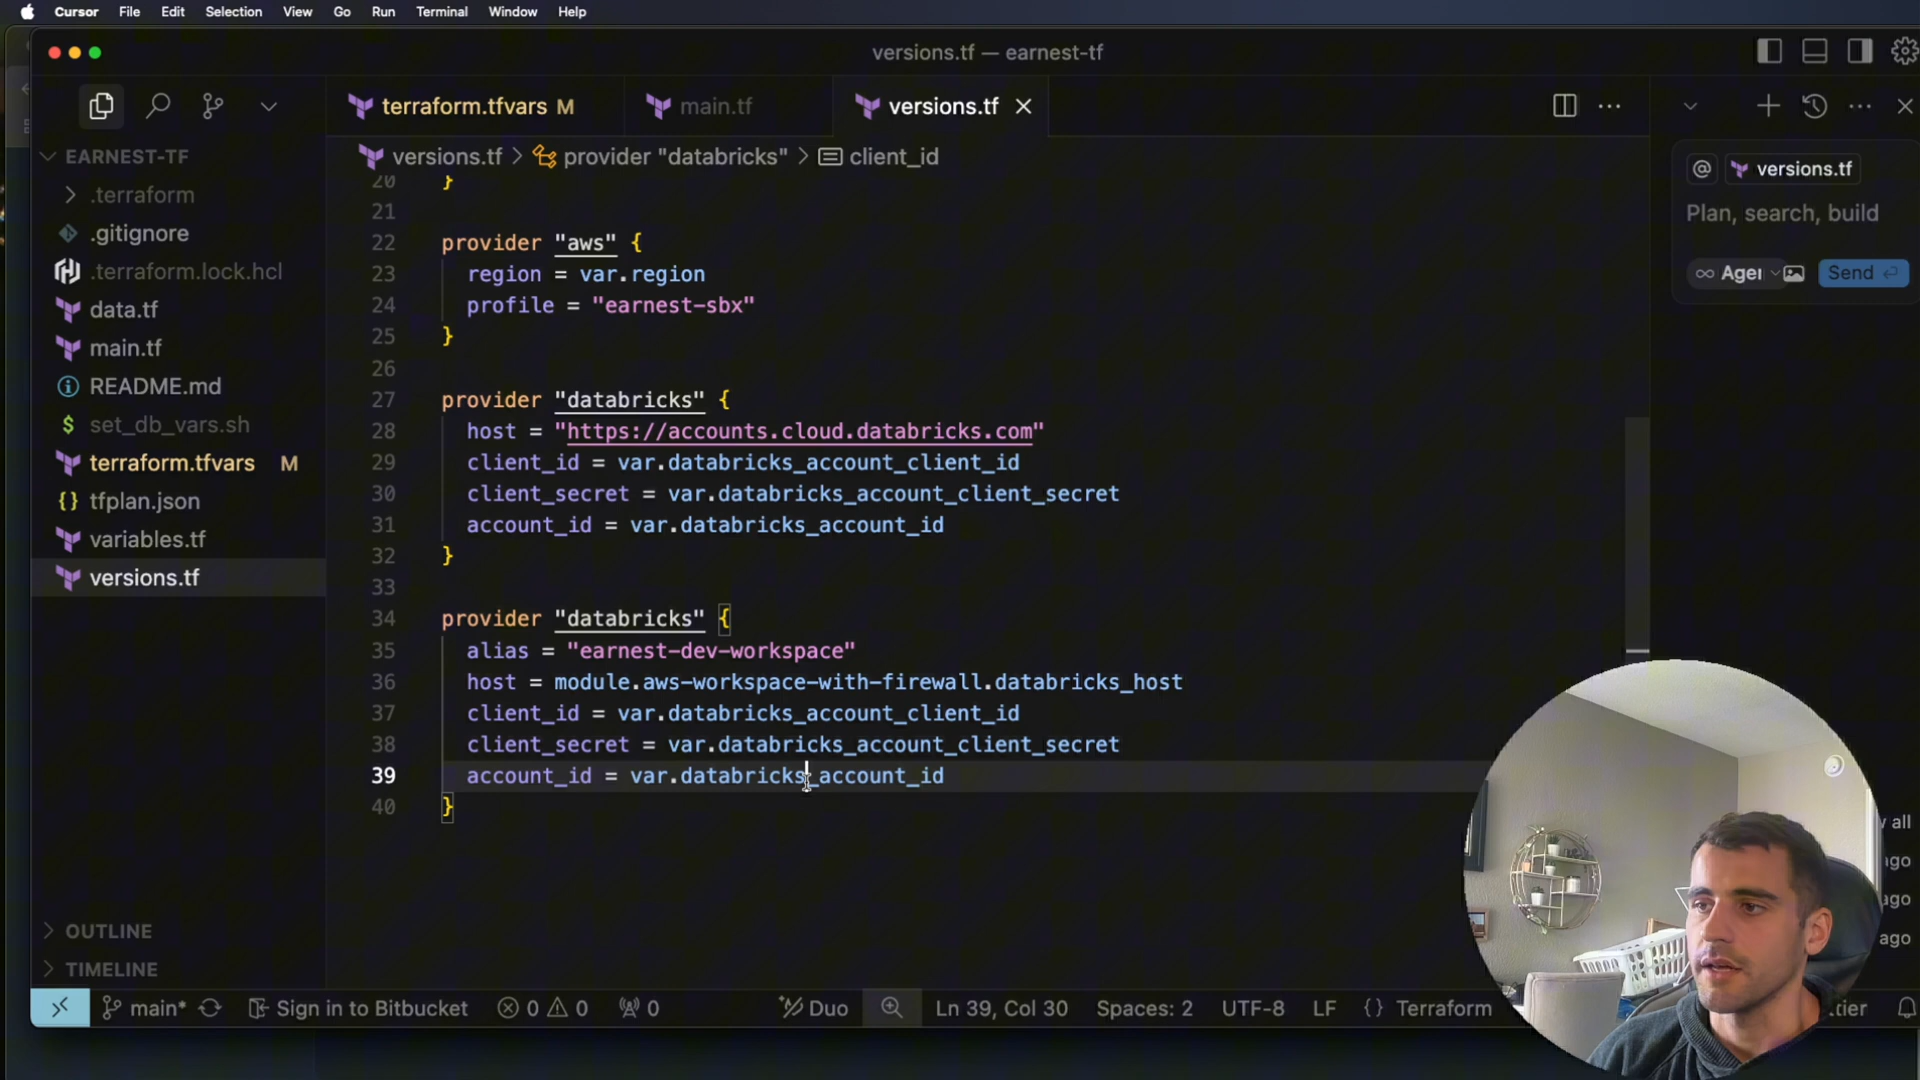 Cursor File Edit Selection View Go Run Terminal Window Help
versions.tf — earnest-tf
terraform.tfvars M
main.tf
versions.tf
EARNEST-TF
.terraform
.gitignore
.terraform.lock.hcl
data.tf
main.tf
README.md
$ set_db_vars.sh
terraform.tfvars M
{} tfplan.json
variables.tf
versions.tf
OUTLINE
TIMELINE
versions.tf > provider "databricks" > client_id
20 }
21
22 provider "aws" {
23 region = var.region
24 profile = "earnest-sbx"
25 }
26
27 provider "databricks" {
28 host = "https://accounts.cloud.databricks.com"
29 client_id = var.databricks_account_client_id
30 client_secret = var.databricks_account_client_secret
31 account_id = var.databricks_account_id
32 }
33
34 provider "databricks" {
35 alias = "earnest-dev-workspace"
36 host = module.aws-workspace-with-firewall.databricks_host
37 client_id = var.databricks_account_client_id
38 client_secret = var.databricks_account_client_secret
39 account_id = var.databricks_account_id
40 }
@ versions.tf
Plan, search, build
∞ Agen
Send
all
ago
ago
ago
main* Sign in to Bitbucket 0 0 0 Duo Ln 39, Col 30 Spaces: 2 UTF-8 LF {} Terraform